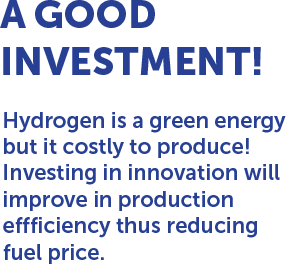 A GOOD
INVESTMENT!
Hydrogen is a green energy
but it costly to produce!
Investing in innovation will
improve in production
effficiency thus reducing
fuel price.